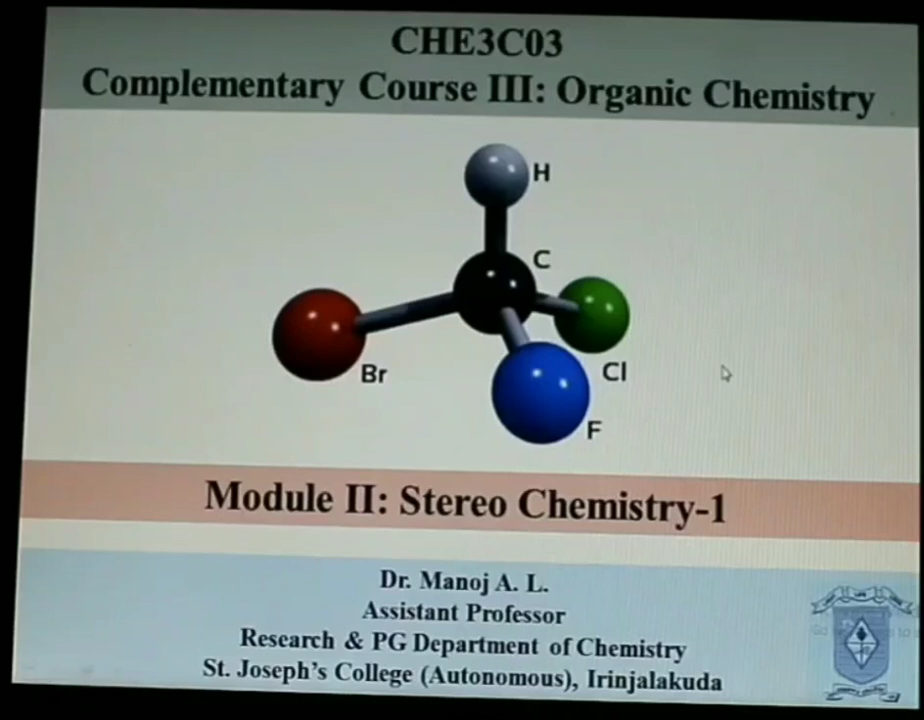 CHE3C03
Complementary Course III: Organic Chemistry
H
C
Br
Cl
F
Module II: Stereo Chemistry-1
Dr. Manoj A. L.
Assistant Professor
Research & PG Department of Chemistry
St. Joseph's College (Autonomous), Irinjalakuda